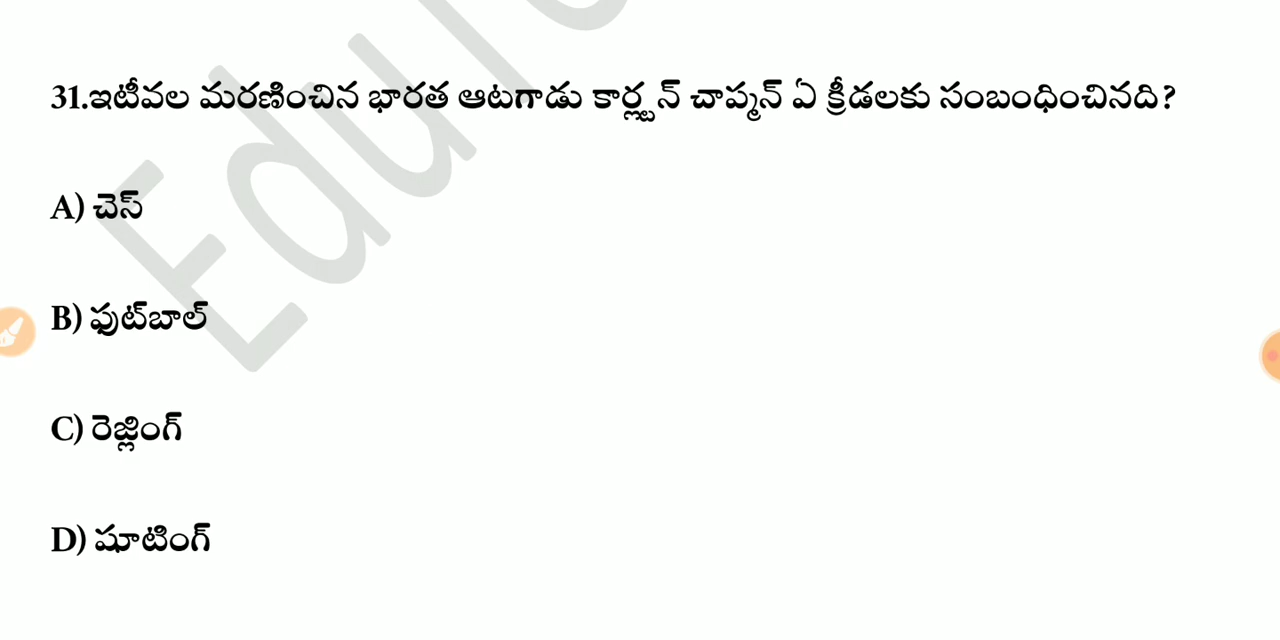 31.ఇటీవల మరణించిన భారత ఆటగాడు కార్ల్టన్ చాప్మన్ ఏ క్రీడలకు సంబంధించినది?
A) చెస్
B) ఫుట్‌బాల్
C) రెజ్లింగ్
D) షూటింగ్